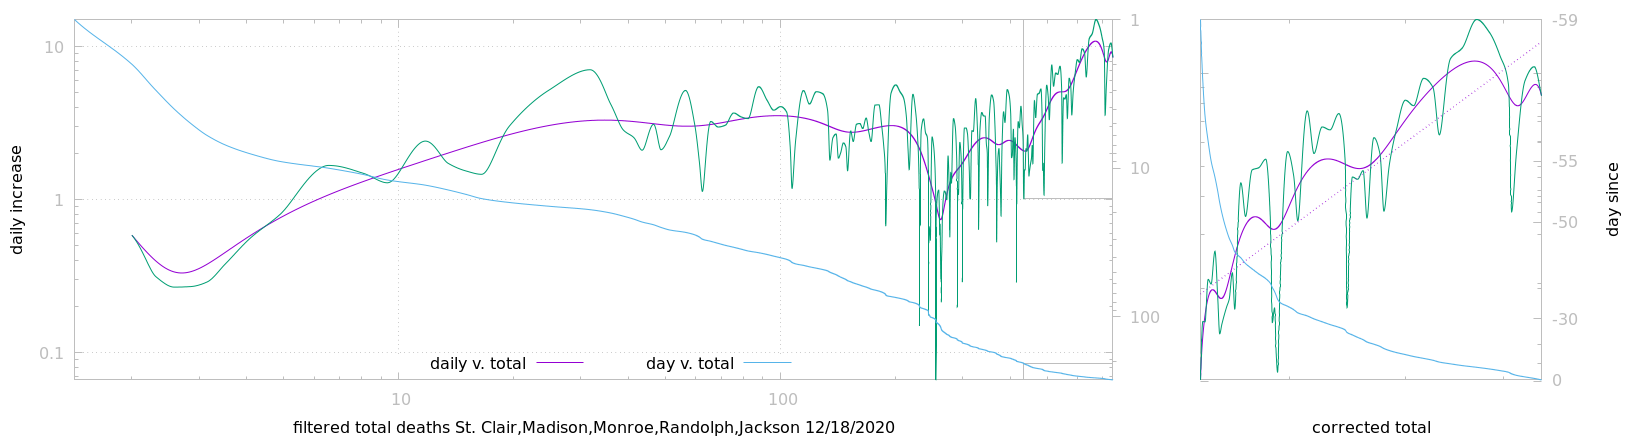 10
1
0.1
daily increase
daily v. total
day v. total
10
100
filtered total deaths St. Clair,Madison,Monroe,Randolph,Jackson 12/18/2020
1
10
100
-59
-55
-50
-30
0
day since
corrected total